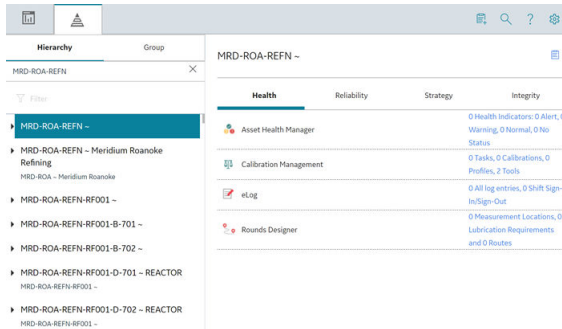 Hierarchy
Group
MRD-ROA-REFN
Filter
MRD-ROA-REFN ~
MRD-ROA-REFN ~ Meridium Roanoke
Refining
MRD-ROA ~ Meridium Roanoke
MRD-ROA-REFN-RF001 ~
MRD-ROA-REFN-RF001-B-701 ~
MRD-ROA-REFN-RF001-B-702 ~
MRD-ROA-REFN-RF001-D-701 ~ REACTOR
MRD-ROA-REFN-RF001 ~
MRD-ROA-REFN-RF001-D-702 ~ REACTOR
MRD-ROA-REFN-RF001 ~
MRD-ROA-REFN ~
Health
Reliability
Strategy
Integrity
Asset Health Manager
0 Health Indicators: 0 Alert, 0
Warning, 0 Normal, 0 No
Status
Calibration Management
0 Tasks, 0 Calibrations, 0
Profiles, 2 Tools
eLog
0 All log entries, 0 Shift Sign-
In/Sign-Out
Rounds Designer
0 Measurement Locations, 0
Lubrication Requirements
and 0 Routes